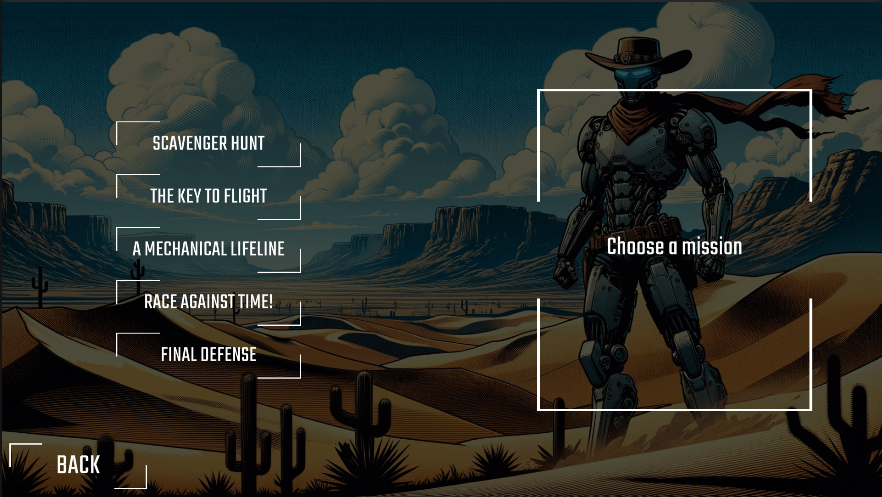 SCAVENGER HUNT
THE KEY TO FLIGHT
A MECHANICAL LIFELINE
RACE AGAINST TIME!
FINAL DEFENSE
Choose a mission
BACK